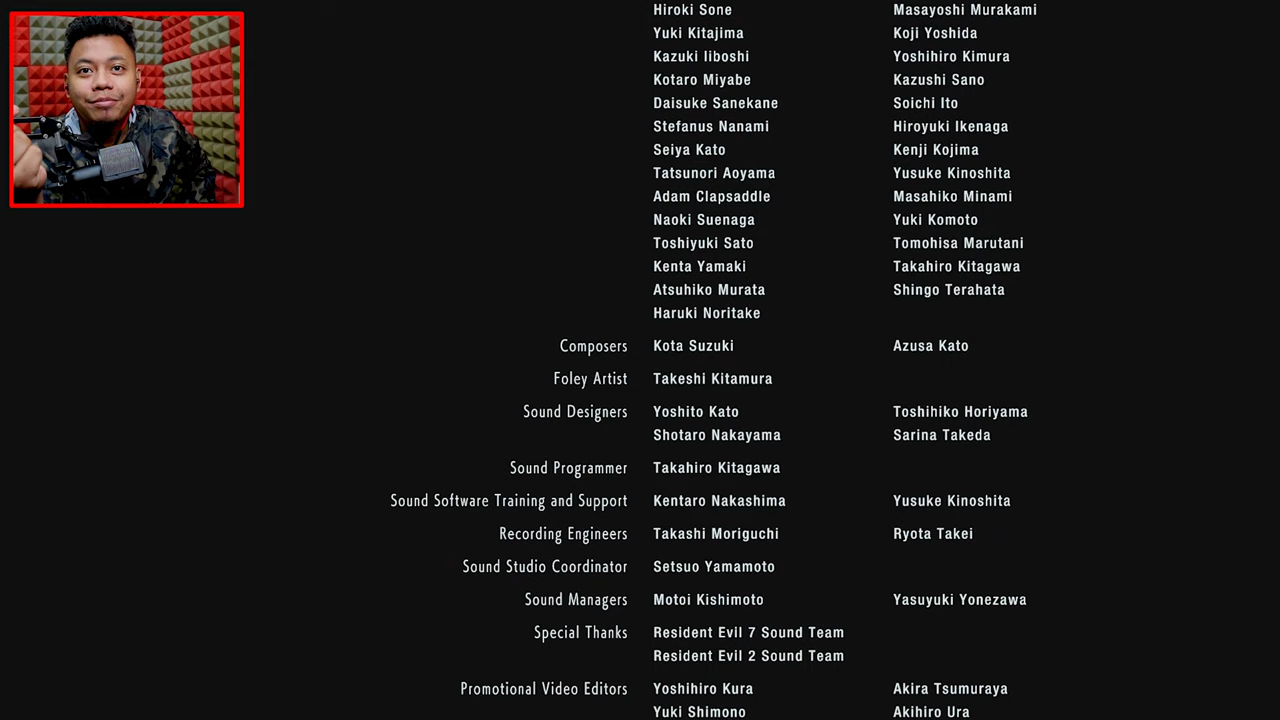 Hiroki Sone Masayoshi Murakami
Yuki Kitajima Koji Yoshida
Kazuki Iiboshi Yoshihiro Kimura
Kotaro Miyabe Kazushi Sano
Daisuke Sanekane Soichi Ito
Stefanus Nanami Hiroyuki Ikenaga
Seiya Kato Kenji Kojima
Tatsunori Aoyama Yusuke Kinoshita
Adam Clapsaddle Masahiko Minami
Naoki Suenaga Yuki Komoto
Toshiyuki Sato Tomohisa Marutani
Kenta Yamaki Takahiro Kitagawa
Atsuhiko Murata Shingo Terahata
Haruki Noritake
Composers Kota Suzuki Azusa Kato
Foley Artist Takeshi Kitamura
Sound Designers Yoshito Kato Toshihiko Horiyama
Shotaro Nakayama Sarina Takeda
Sound Programmer Takahiro Kitagawa
Sound Software Training and Support Kentaro Nakashima Yusuke Kinoshita
Recording Engineers Takashi Moriguchi Ryota Takei
Sound Studio Coordinator Setsuo Yamamoto
Sound Managers Motoi Kishimoto Yasuyuki Yonezawa
Special Thanks Resident Evil 7 Sound Team
Resident Evil 2 Sound Team
Promotional Video Editors Yoshihiro Kura Akira Tsumuraya
Yuki Shimono Akihiro Ura